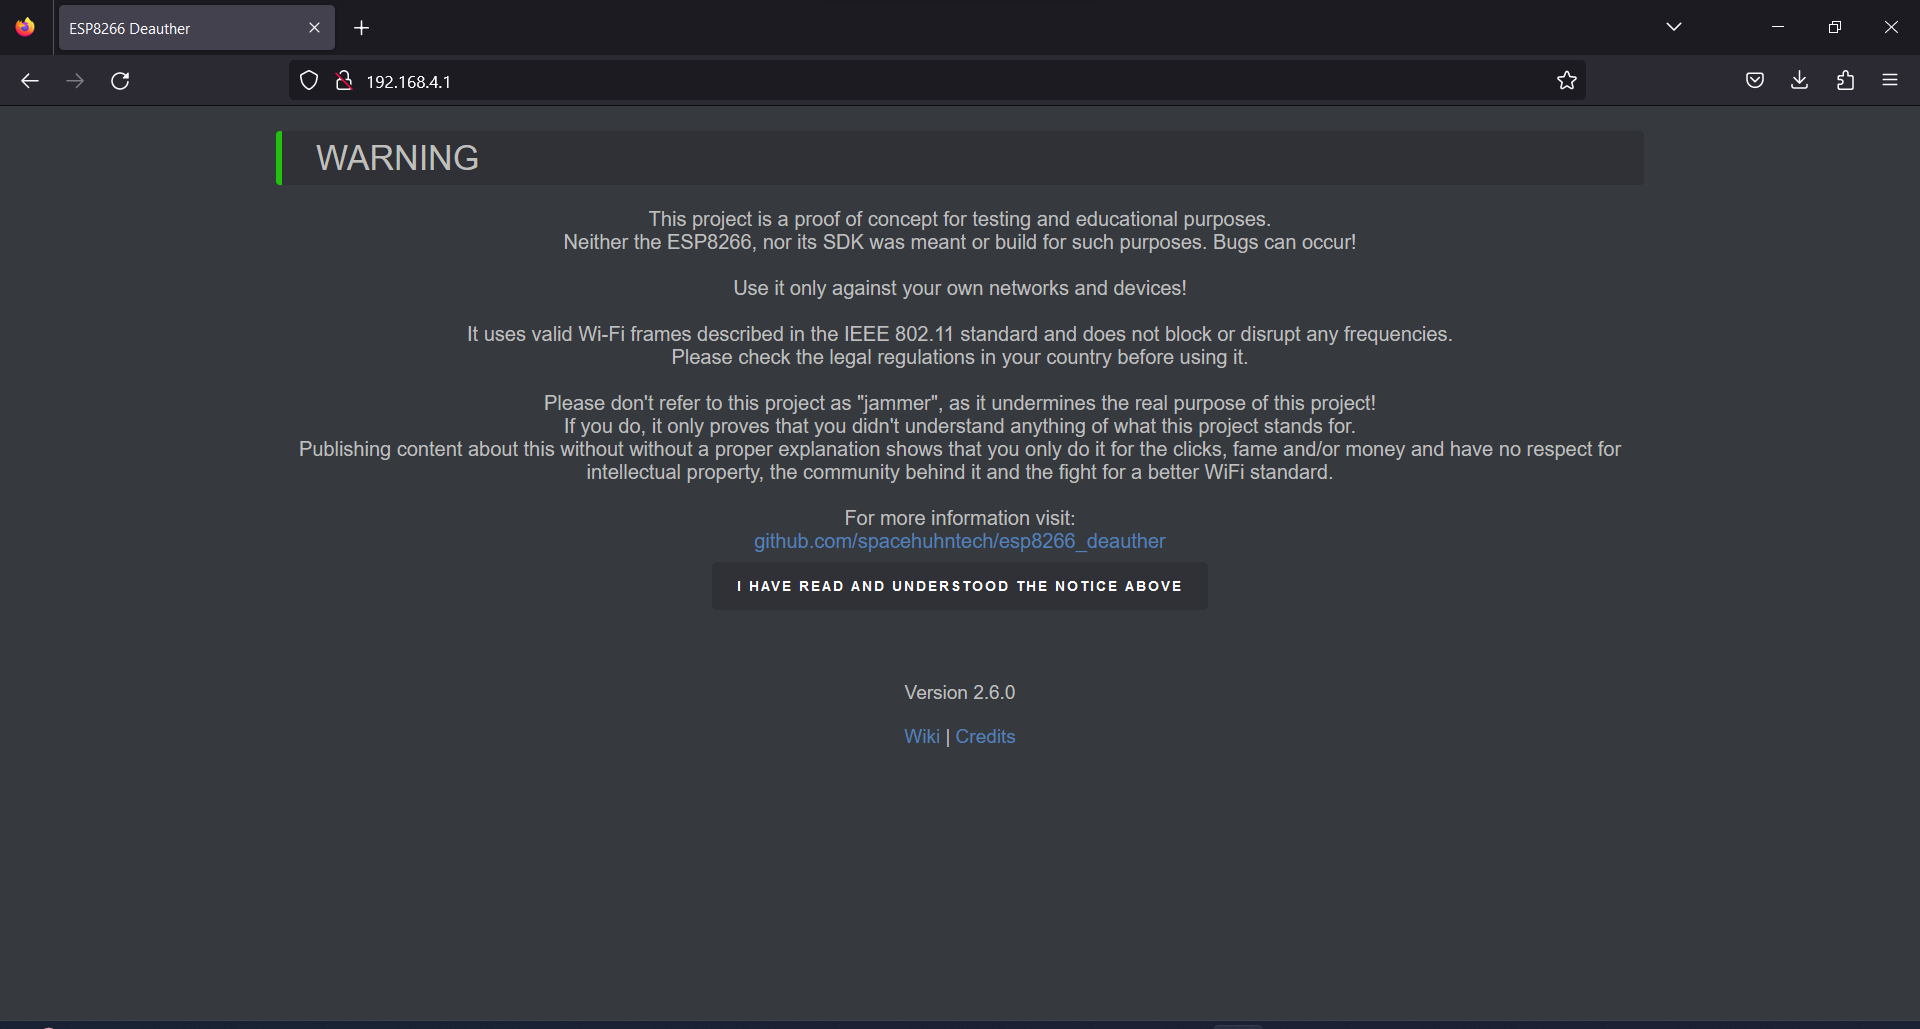 ESP8266 Deauther
192.168.4.1
WARNING
This project is a proof of concept for testing and educational purposes.
Neither the ESP8266, nor its SDK was meant or build for such purposes. Bugs can occur!
Use it only against your own networks and devices!
It uses valid Wi-Fi frames described in the IEEE 802.11 standard and does not block or disrupt any frequencies.
Please check the legal regulations in your country before using it.
Please don't refer to this project as "jammer", as it undermines the real purpose of this project!
If you do, it only proves that you didn't understand anything of what this project stands for.
Publishing content about this without without a proper explanation shows that you only do it for the clicks, fame and/or money and have no respect for
intellectual property, the community behind it and the fight for a better WiFi standard.
For more information visit:
github.com/spacehuhntech/esp8266_deauther
I HAVE READ AND UNDERSTOOD THE NOTICE ABOVE
Version 2.6.0
Wiki | Credits